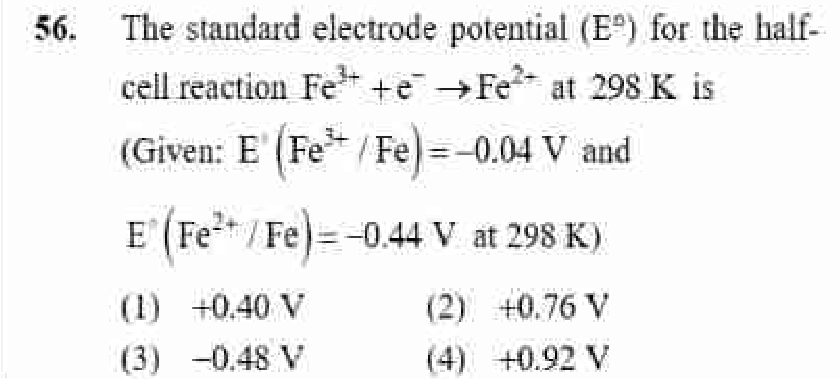 56. The standard electrode potential (E°) for the half-
cell reaction Fe³⁺ + e⁻ → Fe²⁺ at 298 K is
(Given: E°(Fe³⁺ / Fe) = −0.04 V and
E°(Fe²⁺ / Fe) = −0.44 V at 298 K)
(1) +0.40 V (2) +0.76 V
(3) −0.48 V (4) +0.92 V